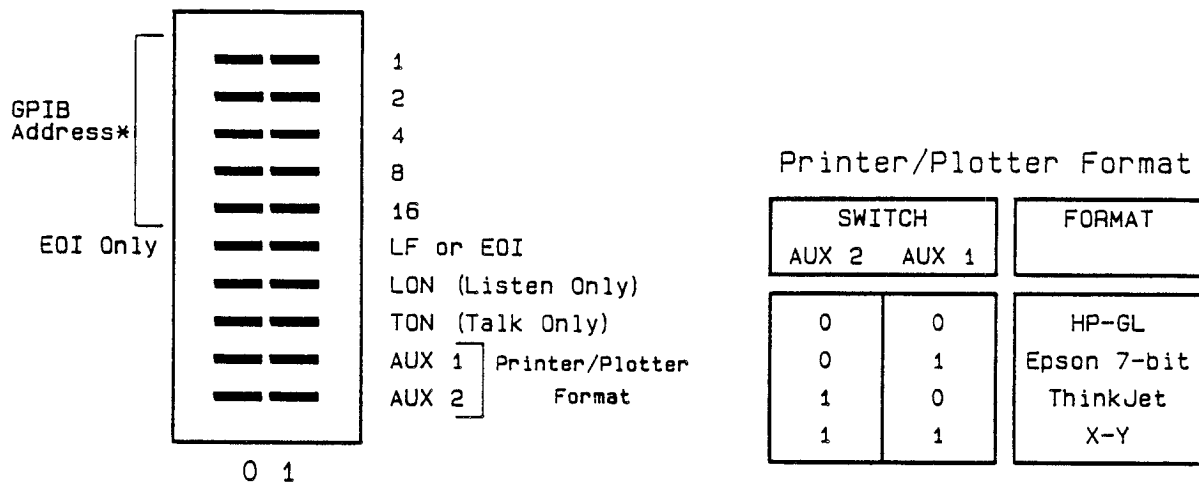 GPIB
Address*
EOI Only
1
2
4
8
16
LF or EOI
LON (Listen Only)
TON (Talk Only)
AUX 1
AUX 2
Printer/Plotter
Format
0 1
Printer/Plotter Format
SWITCH FORMAT
AUX 2 AUX 1
0 0 HP-GL
0 1 Epson 7-bit
1 0 ThinkJet
1 1 X-Y